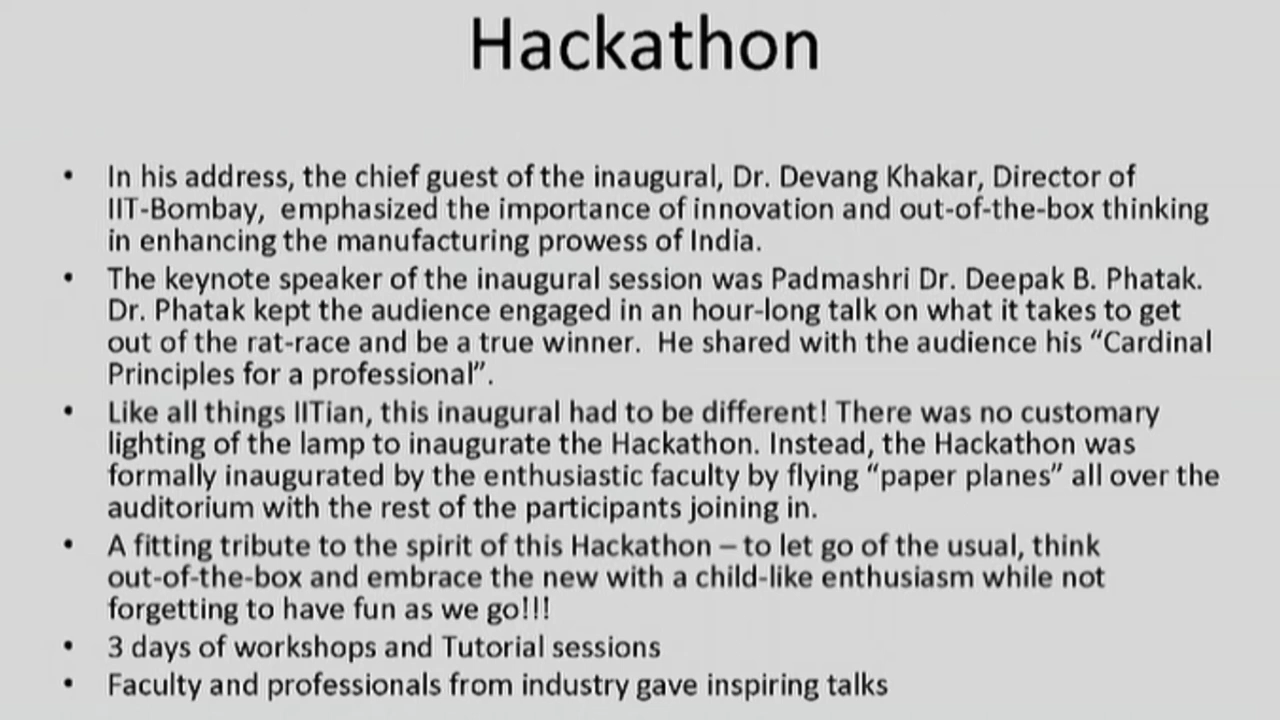 Hackathon
• In his address, the chief guest of the inaugural, Dr. Devang Khakar, Director of
IIT-Bombay,  emphasized the importance of innovation and out-of-the-box thinking
in enhancing the manufacturing prowess of India.
• The keynote speaker of the inaugural session was Padmashri Dr. Deepak B. Phatak.
Dr. Phatak kept the audience engaged in an hour-long talk on what it takes to get
out of the rat-race and be a true winner.  He shared with the audience his “Cardinal
Principles for a professional”.
• Like all things IITian, this inaugural had to be different! There was no customary
lighting of the lamp to inaugurate the Hackathon. Instead, the Hackathon was
formally inaugurated by the enthusiastic faculty by flying “paper planes” all over the
auditorium with the rest of the participants joining in.
• A fitting tribute to the spirit of this Hackathon – to let go of the usual, think
out-of-the-box and embrace the new with a child-like enthusiasm while not
forgetting to have fun as we go!!!
• 3 days of workshops and Tutorial sessions
• Faculty and professionals from industry gave inspiring talks